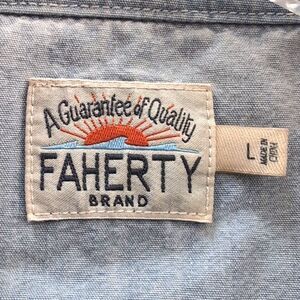 A Guarantee of Quality
FAHERTY
BRAND
L
MADE IN
CHINA